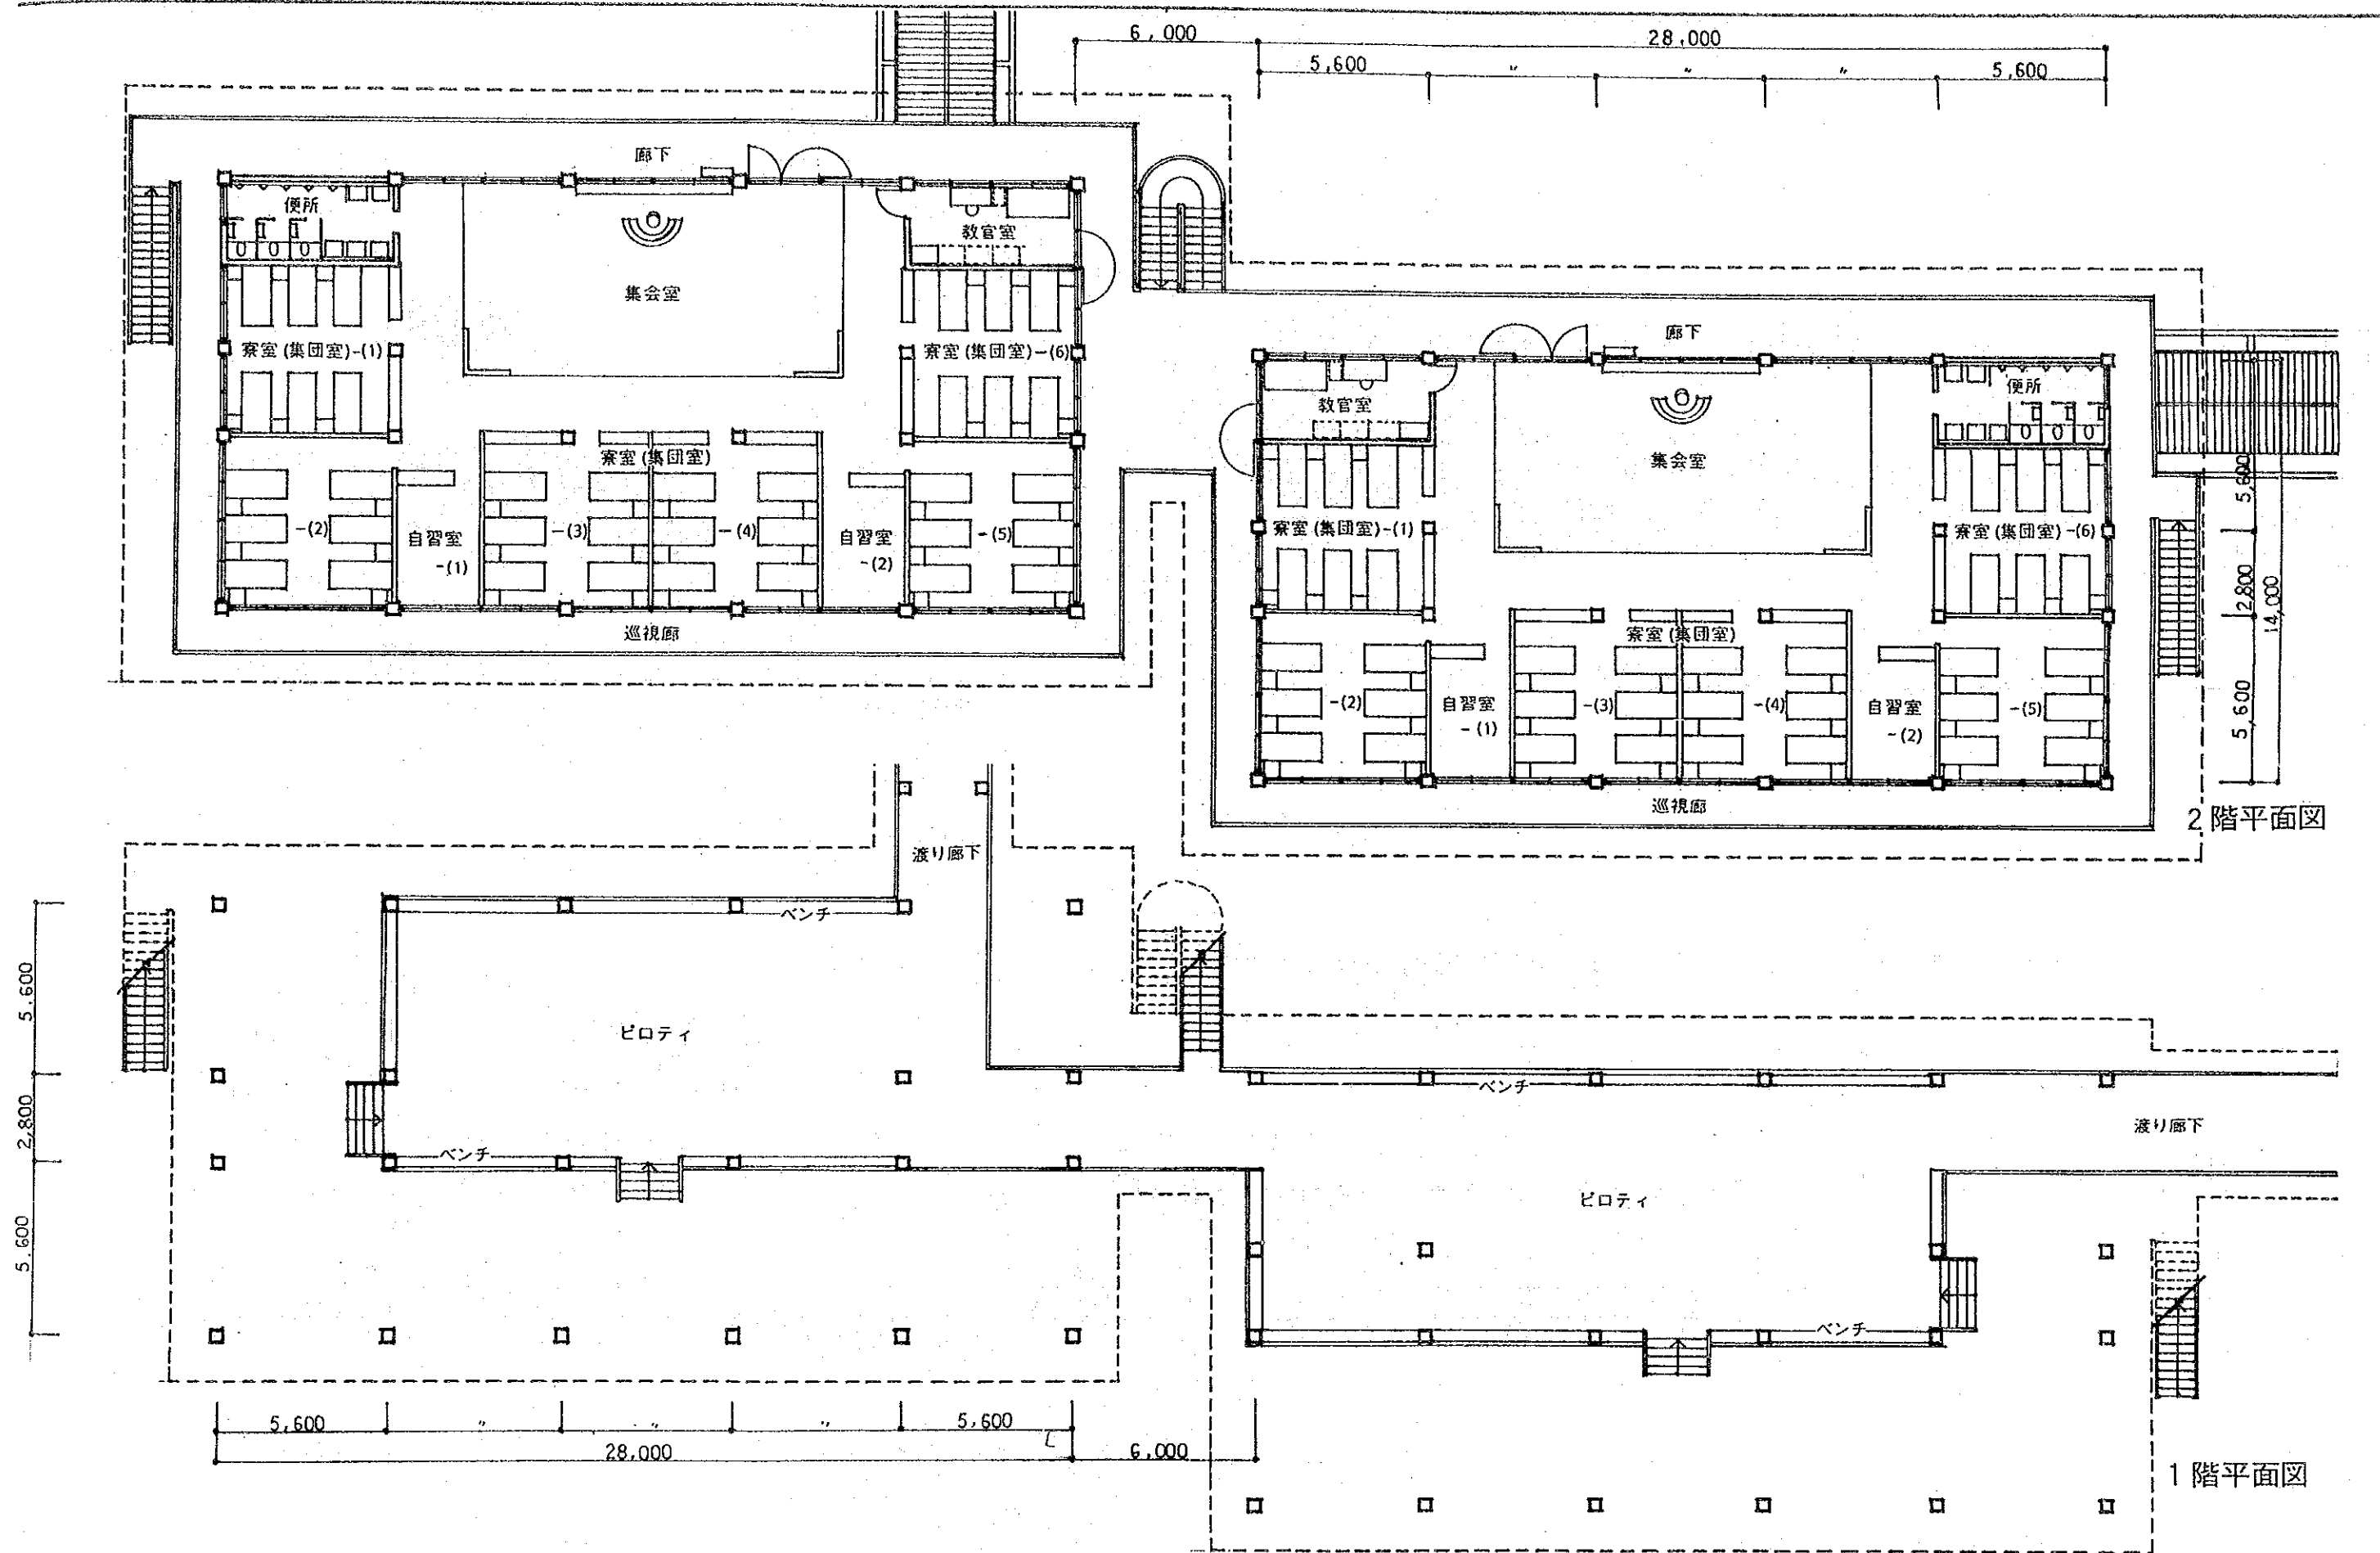 6,000
28,000
5,600 〃 〃 〃 5,600
廊下
便所
教官室
集会室
寮室(集団室)-(1)
寮室(集団室)-(6)
寮室(集団室)
-(2)
自習室
-(1)
-(3)
-(4)
自習室
-(2)
-(5)
巡視廊
廊下
教官室
便所
集会室
寮室(集団室)-(1)
寮室(集団室)-(6)
寮室(集団室)
-(2)
自習室
-(1)
-(3)
-(4)
自習室
-(2)
-(5)
巡視廊
5,600
2,800
5,600
14,000
2階平面図
渡り廊下
ベンチ
ピロティ
ベンチ
ベンチ
渡り廊下
ピロティ
ベンチ
5,600
2,800
5,600
5,600 〃 〃 〃 5,600
28,000
6,000
1階平面図